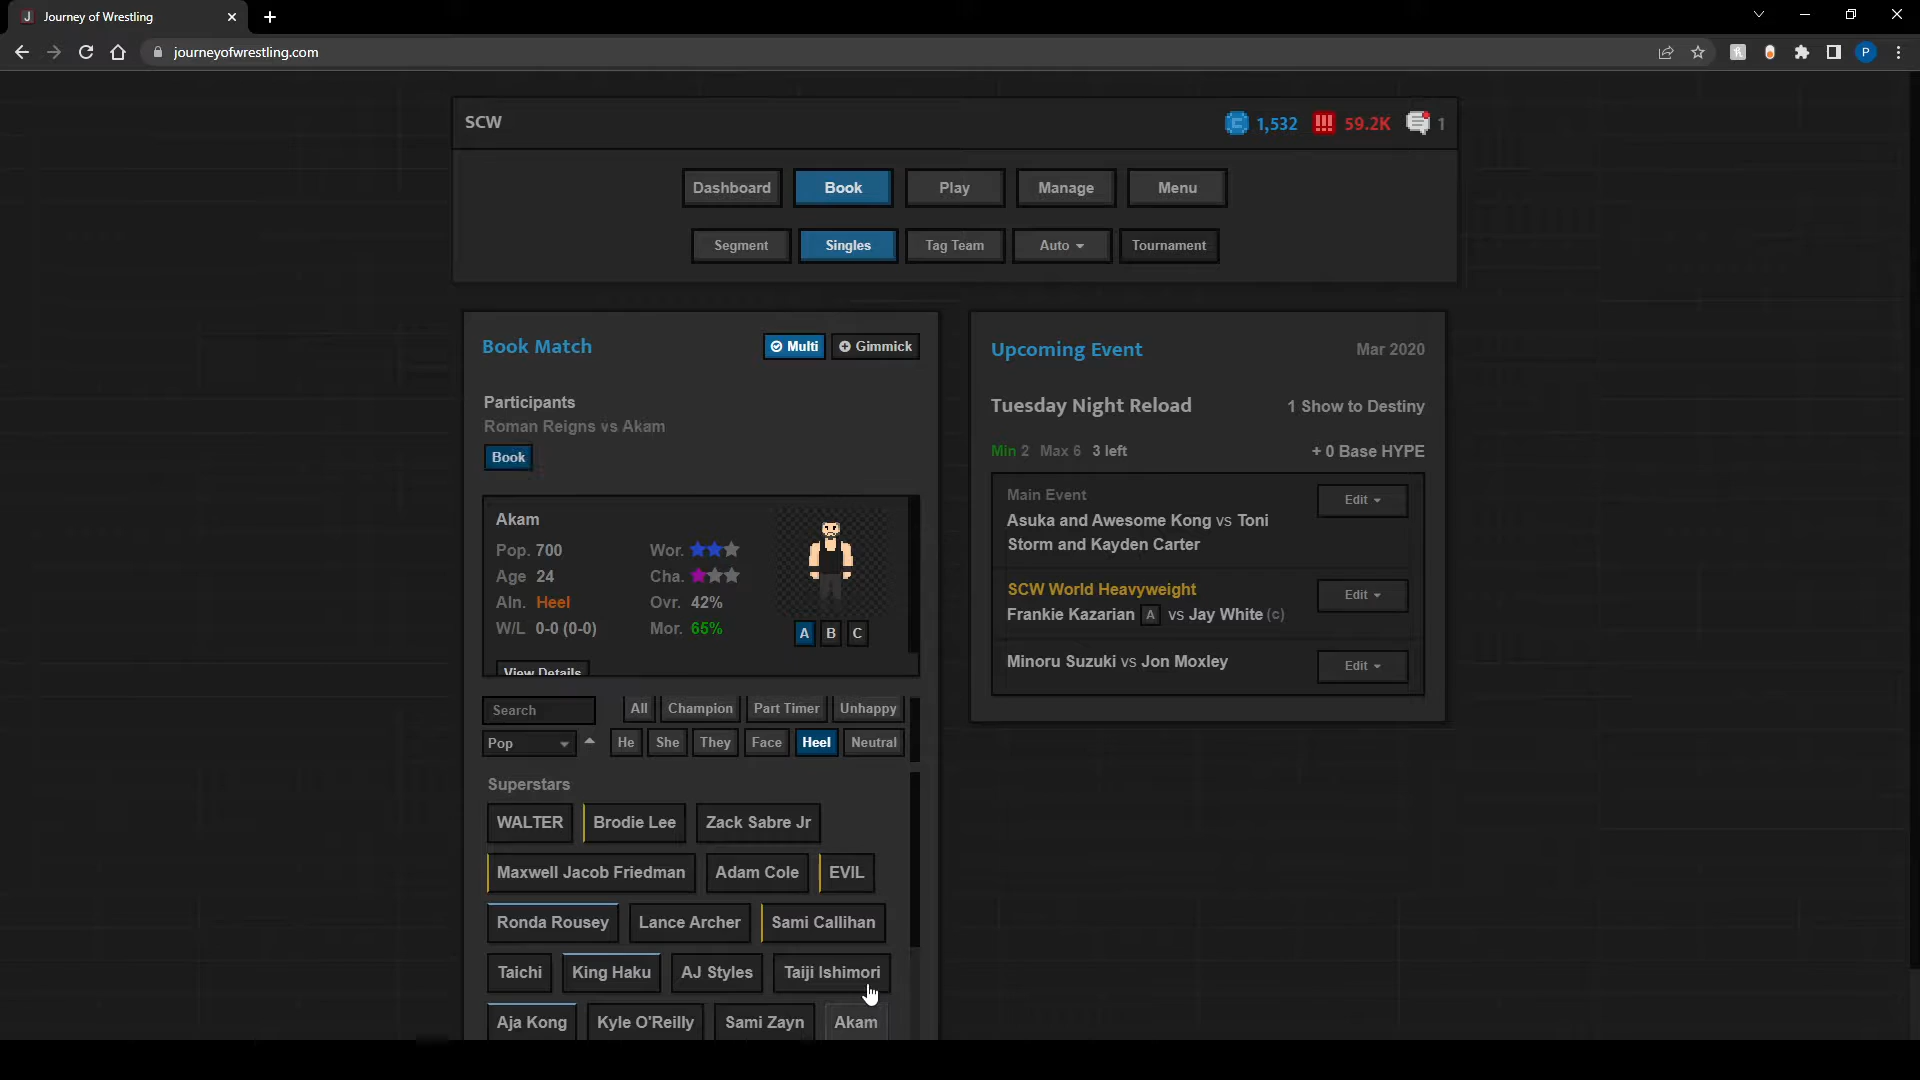 Journey of Wrestling
journeyofwrestling.com
P
SCW
1,532
59.2K
1
Dashboard
Book
Play
Manage
Menu
Segment
Singles
Tag Team
Auto
Tournament
Book Match
Multi
Gimmick
Participants
Roman Reigns vs Akam
Book
Akam
Pop. 700
Wor.
Age 24
Cha.
Aln. Heel
Ovr. 42%
W/L 0-0 (0-0)
Mor. 65%
A B C
View Details
Search
All
Champion
Part Timer
Unhappy
Pop
He
She
They
Face
Heel
Neutral
Superstars
WALTER
Brodie Lee
Zack Sabre Jr
Maxwell Jacob Friedman
Adam Cole
EVIL
Ronda Rousey
Lance Archer
Sami Callihan
Taichi
King Haku
AJ Styles
Taiji Ishimori
Aja Kong
Kyle O'Reilly
Sami Zayn
Akam
Upcoming Event
Mar 2020
Tuesday Night Reload
1 Show to Destiny
Min 2 Max 6 3 left
+ 0 Base HYPE
Main Event
Asuka and Awesome Kong vs Toni
Storm and Kayden Carter
Edit
SCW World Heavyweight
Frankie Kazarian A vs Jay White (c)
Edit
Minoru Suzuki vs Jon Moxley
Edit